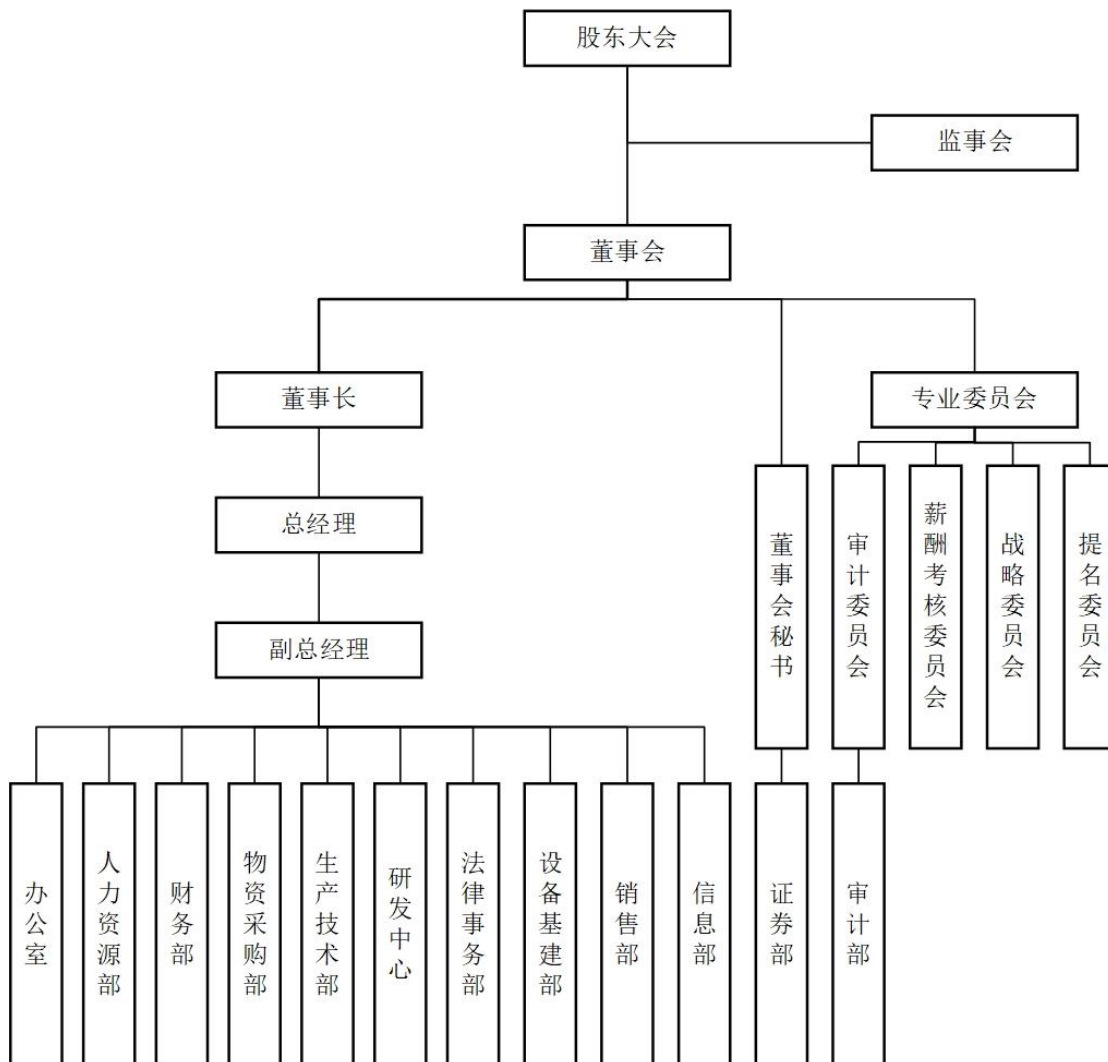 股东大会
监事会
董事会
董事长
专业委员会
总经理
副总经理
董事会秘书
审计委员会
薪酬考核委员会
战略委员会
提名委员会
办公室
人力资源部
财务部
物资采购部
生产技术部
研发中心
法律事务部
设备基建部
销售部
信息部
证券部
审计部